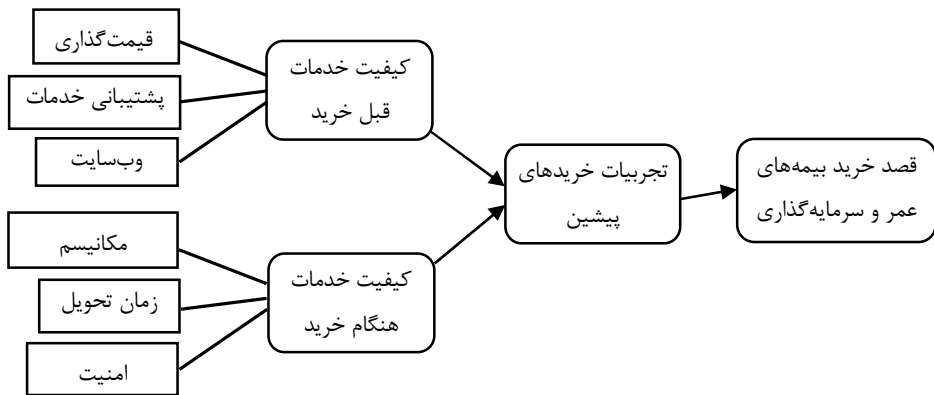 قیمت‌گذاری
پشتیبانی خدمات
وب‌سایت
کیفیت خدمات
قبل خرید
مکانیسم
زمان تحویل
امنیت
کیفیت خدمات
هنگام خرید
تجربیات خریدهای
پیشین
قصد خرید بیمه‌های
عمر و سرمایه‌گذاری